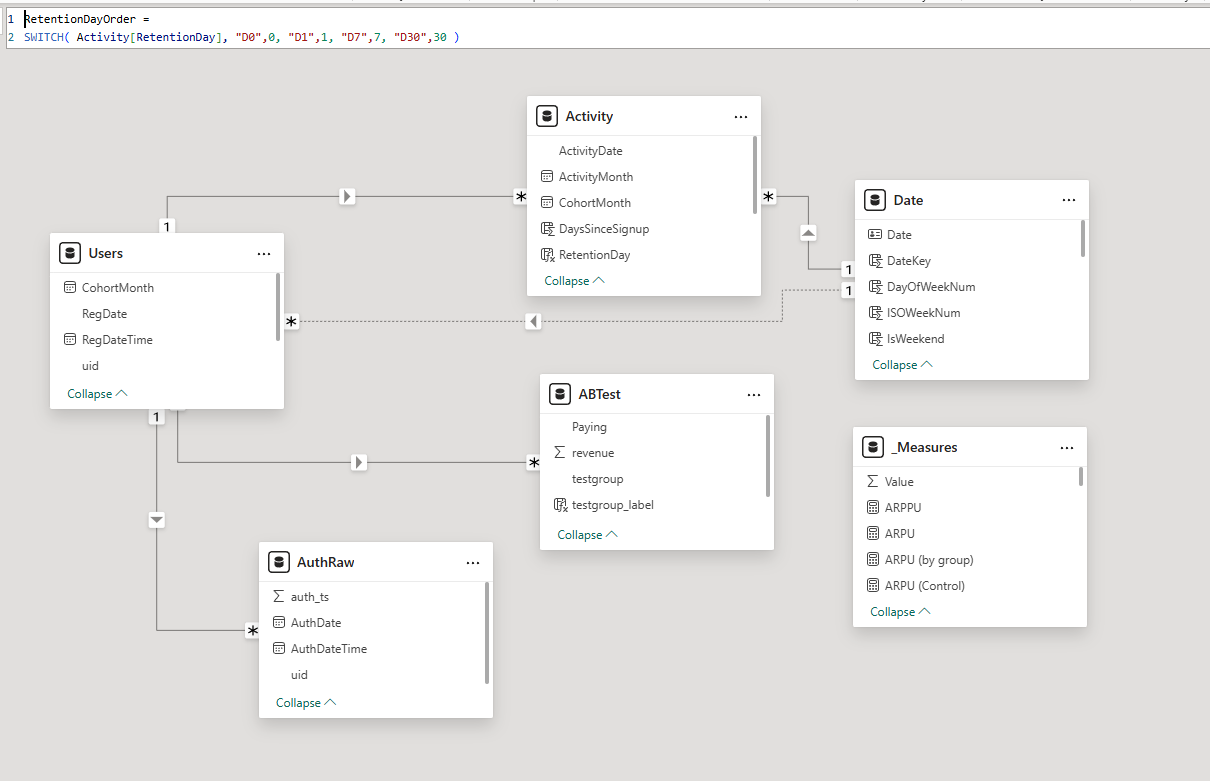 1 RetentionDayOrder =
2 SWITCH( Activity[RetentionDay], "D0",0, "D1",1, "D7",7, "D30",30 )
Activity
ActivityDate
ActivityMonth
CohortMonth
DaysSinceSignup
RetentionDay
Collapse
Date
Date
DateKey
DayOfWeekNum
ISOWeekNum
IsWeekend
Collapse
Users
CohortMonth
RegDate
RegDateTime
uid
Collapse
1
*
*
1
1
*
1
*
*
ABTest
Paying
revenue
testgroup
testgroup_label
Collapse
_Measures
Value
ARPPU
ARPU
ARPU (by group)
ARPU (Control)
Collapse
AuthRaw
auth_ts
AuthDate
AuthDateTime
uid
Collapse